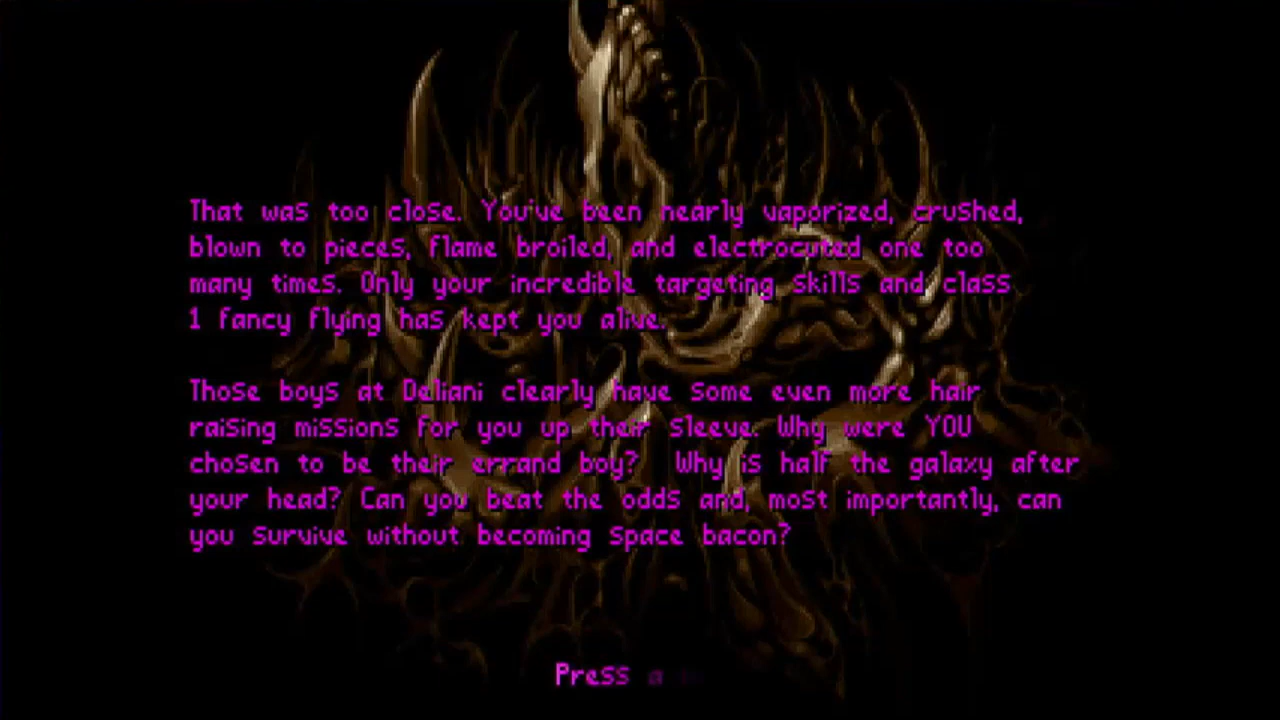 That was too close. You've been nearly vaporized, crushed,
blown to pieces, flame broiled, and electrocuted one too
many times. Only your incredible targeting skills and class
1 fancy flying has kept you alive.
Those boys at Deliani clearly have some even more hair
raising missions for you up their sleeve. Why were YOU
chosen to be their errand boy? Why is half the galaxy after
your head? Can you beat the odds and, most importantly, can
you survive without becoming space bacon?
Press a